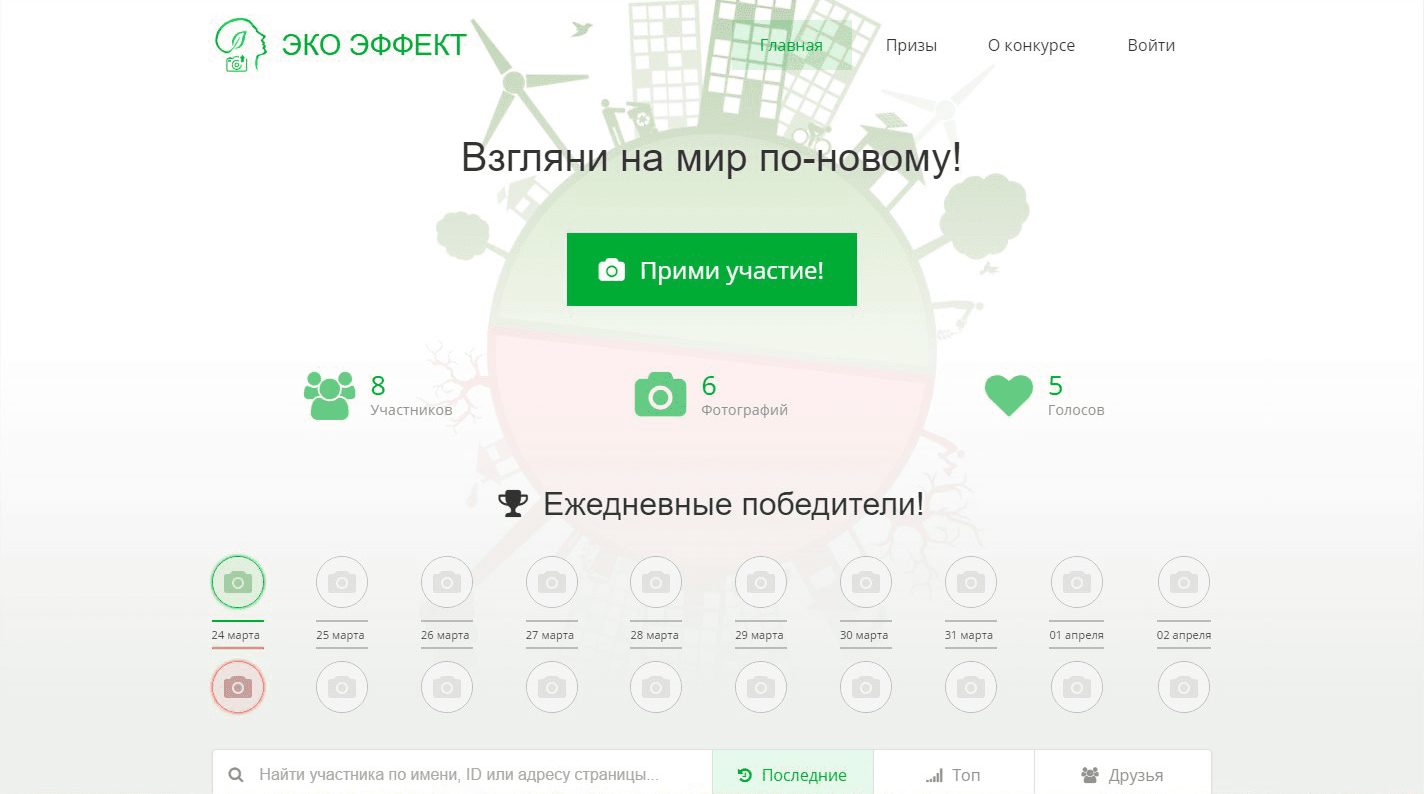 ЭКО ЭФФЕКТ
Главная
Призы
О конкурсе
Войти
Взгляни на мир по-новому!
Прими участие!
8
Участников
6
Фотографий
5
Голосов
Ежедневные победители!
24 марта
25 марта
26 марта
27 марта
28 марта
29 марта
30 марта
31 марта
01 апреля
02 апреля
Найти участника по имени, ID или адресу страницы...
Последние
Топ
Друзья